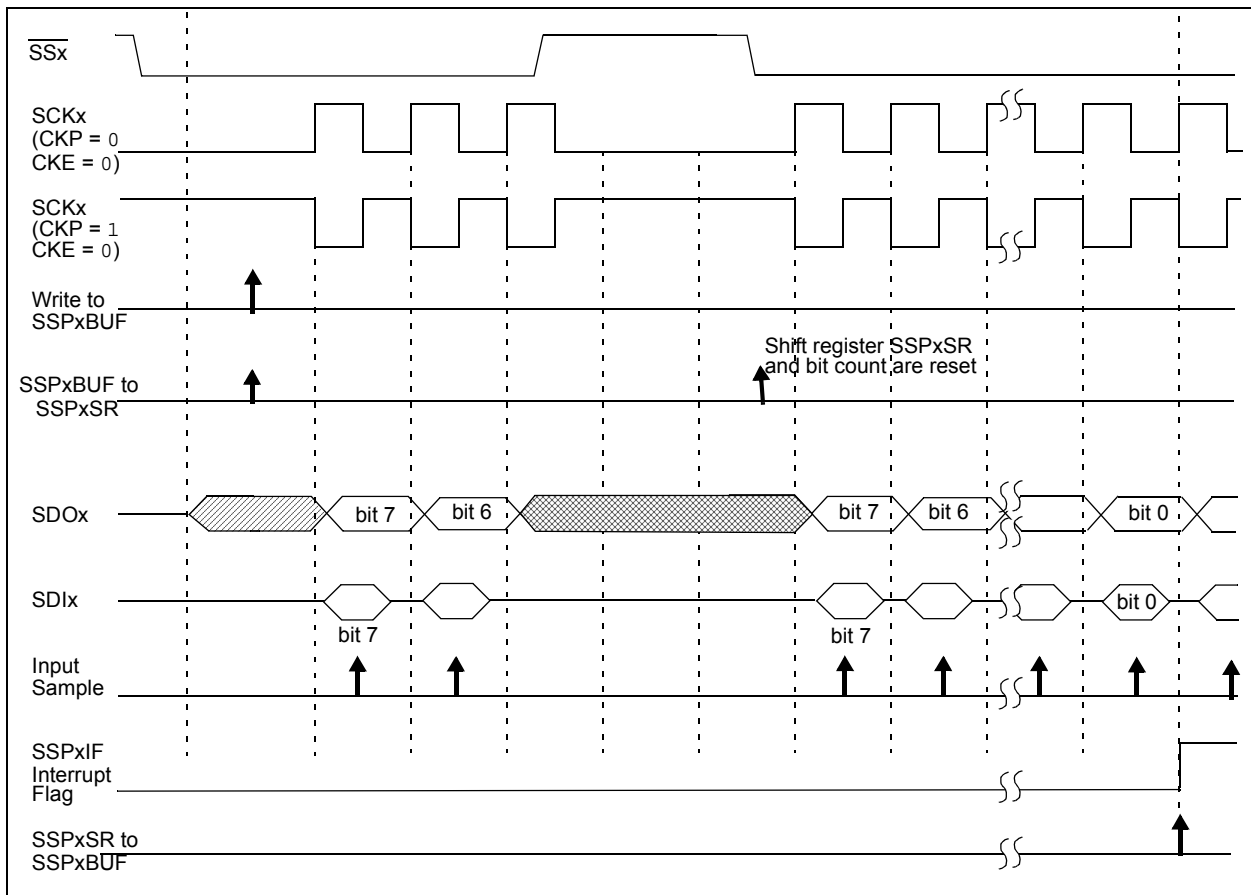 SSx
SCKx
(CKP = 0
CKE = 0)
SCKx
(CKP = 1
CKE = 0)
Write to
SSPxBUF
Shift register SSPxSR
and bit count are reset
SSPxBUF to
SSPxSR
SDOx
bit 7
bit 6
bit 7
bit 6
bit 0
SDIx
bit 0
bit 7
bit 7
Input
Sample
SSPxIF
Interrupt
Flag
SSPxSR to
SSPxBUF